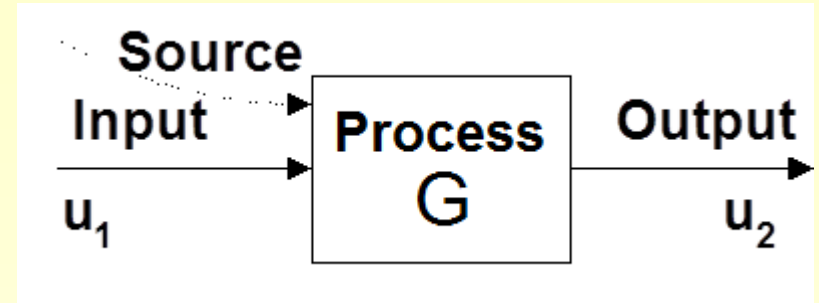 Source
Input
Process
Output
G
u₁
u₂